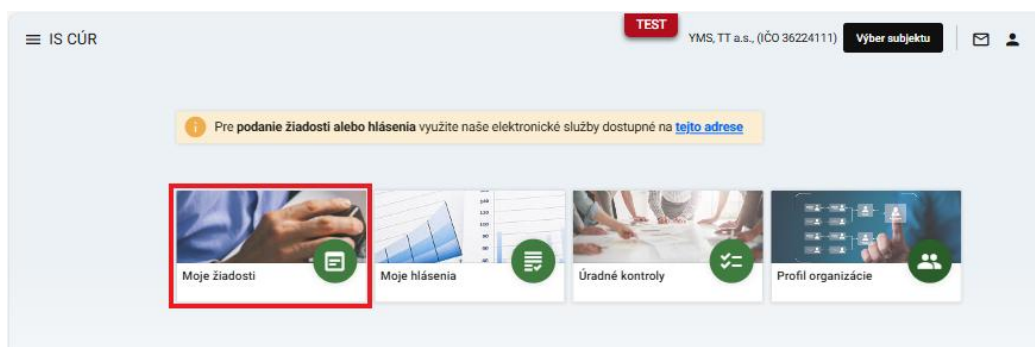 TEST
IS CÚR
YMS, TT a.s., (IČO 36224111) Výber subjektu
Pre podanie žiadosti alebo hlásenia využite naše elektronické služby dostupné na tejto adrese
Moje žiadosti
Moje hlásenia
Úradné kontroly
Profil organizácie